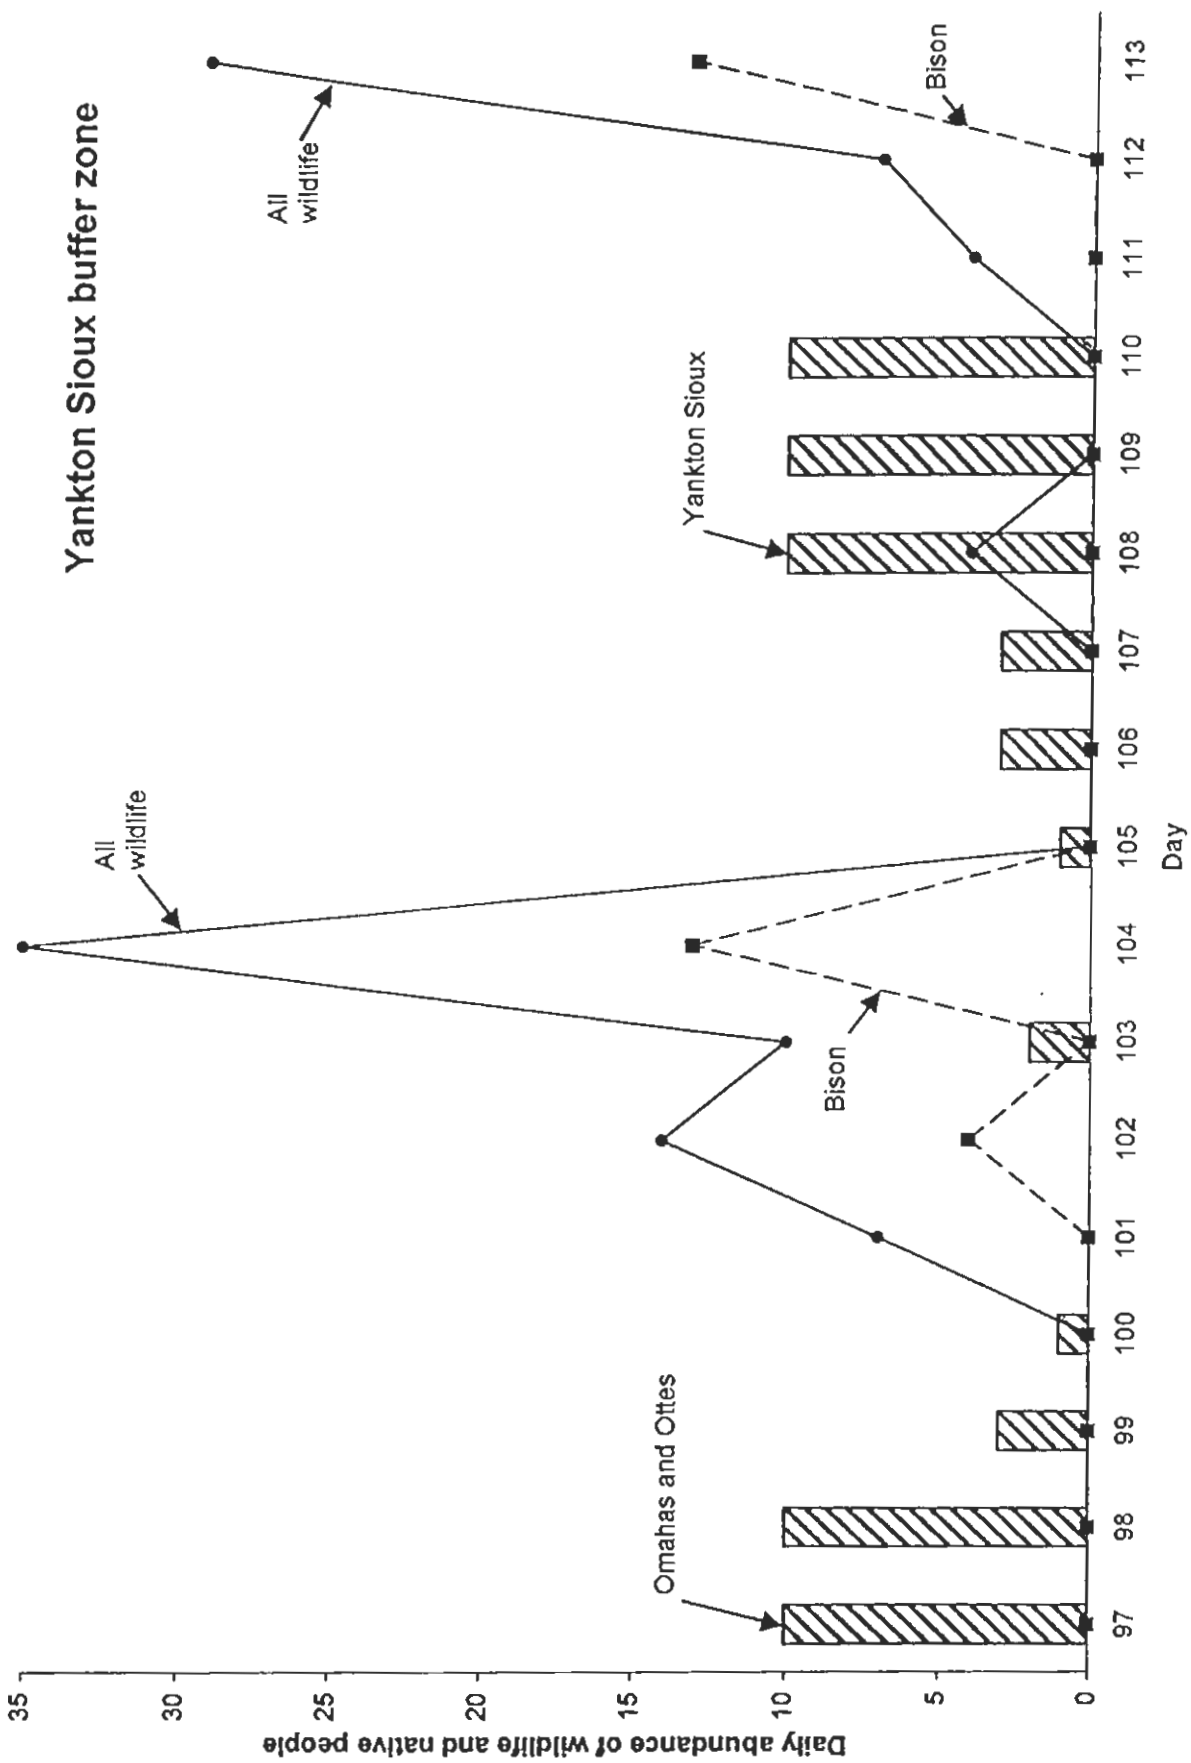 Yankton Sioux buffer zone
All
wildlife
All
wildlife
Bison
Yankton Sioux
Omahas and Ottes
Bison
35
30
25
20
15
10
5
0
Daily abundance of wildlife and native people
97 98 99 100 101 102 103 104 105 106 107 108 109 110 111 112 113
Day